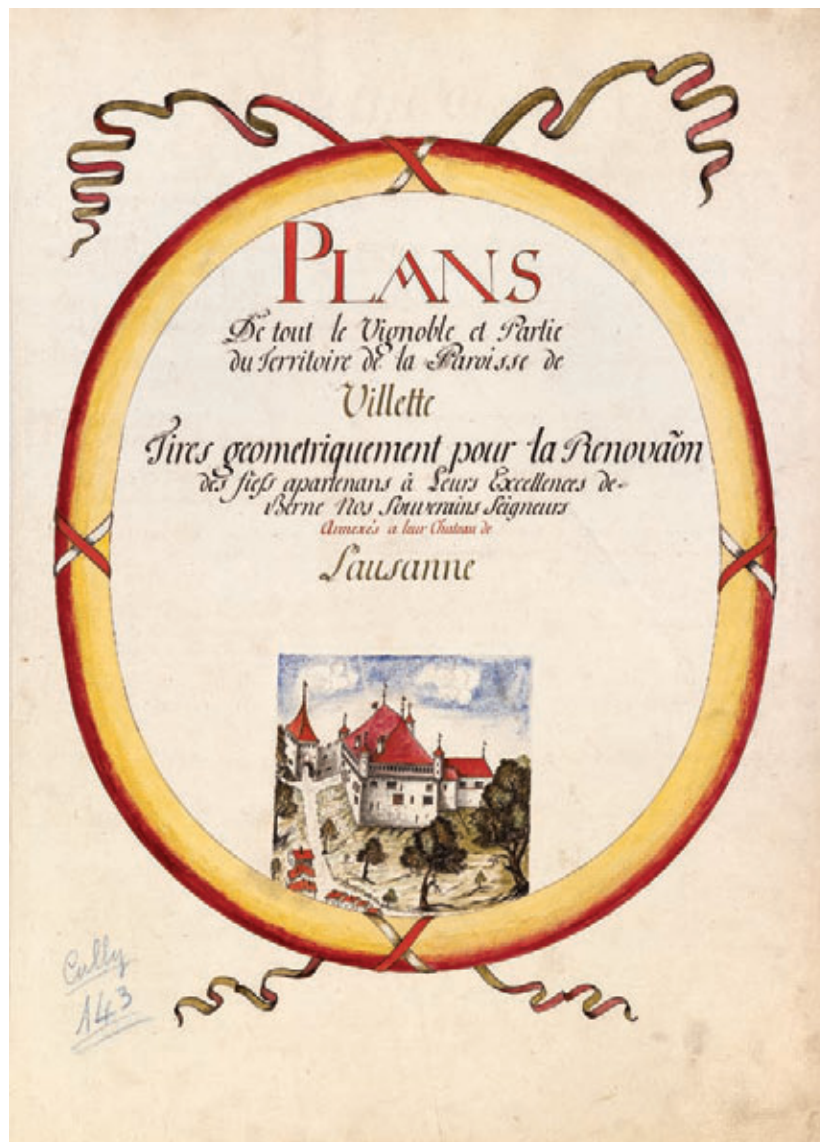 PLANS
De tout le Vignoble et Partie
du Territoire de la Paroisse de
Villette
Tires geometriquement pour la Renovaõn
des fiefs apartenans à Leurs Excellences de
Berne Nos Souverains Seigneurs
Annexés a leur Chateau de
Lausanne
Cully
143